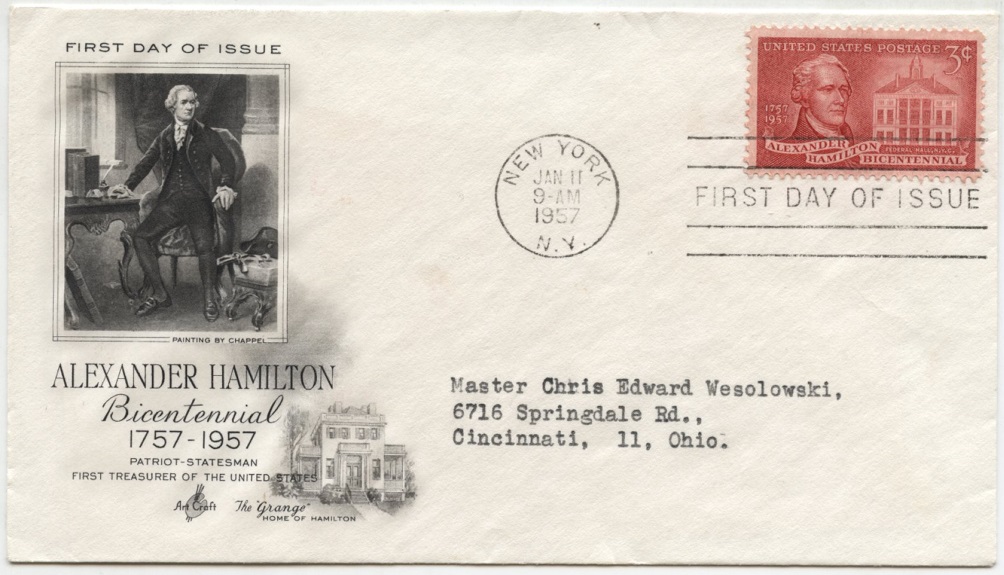 FIRST DAY OF ISSUE
PAINTING BY CHAPPEL
ALEXANDER HAMILTON
Bicentennial
1757-1957
PATRIOT-STATESMAN
FIRST TREASURER OF THE UNITED STATES
Art Craft
The "Grange"
HOME OF HAMILTON
NEW YORK
JAN 11
9-AM
1957
N.Y.
UNITED STATES POSTAGE 3¢
1757
1957
FEDERAL HALL, N.Y.C.
ALEXANDER
HAMILTON
BICENTENNIAL
FIRST DAY OF ISSUE
Master Chris Edward Wesolowski,
6716 Springdale Rd.,
Cincinnati, 11, Ohio.